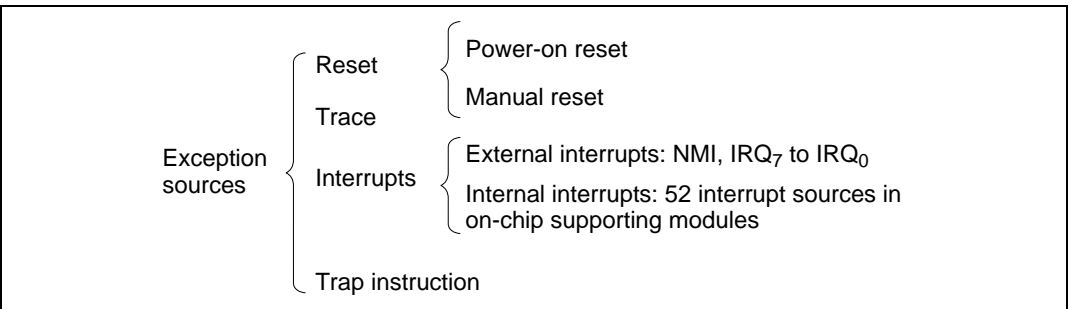 Exception
sources
Reset
Power-on reset
Manual reset
Trace
Interrupts
External interrupts: NMI, IRQ₇ to IRQ₀
Internal interrupts: 52 interrupt sources in
on-chip supporting modules
Trap instruction